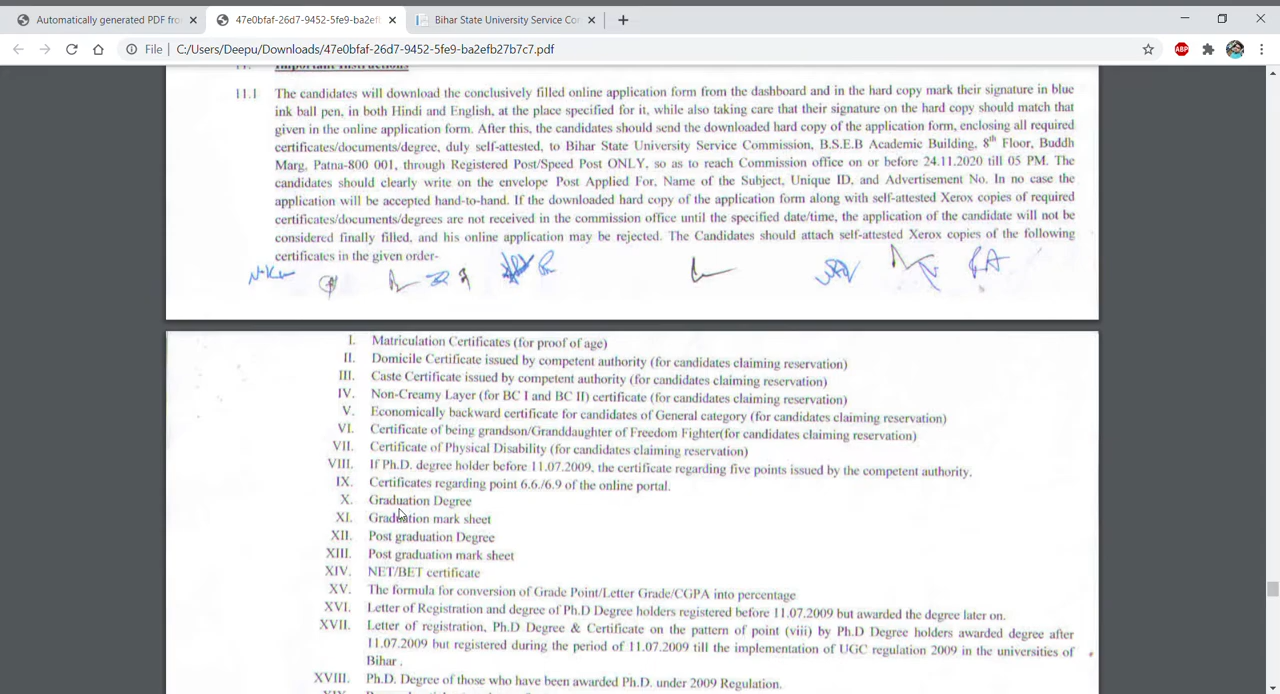 Automatically generated PDF fro
47e0bfaf-26d7-9452-5fe9-ba2ef
Bihar State University Service Con
File | C:/Users/Deepu/Downloads/47e0bfaf-26d7-9452-5fe9-ba2efb27b7c7.pdf
ABP
Important Instructions
11.1 The candidates will download the conclusively filled online application form from the dashboard and in the hard copy mark their signature in blue
ink ball pen, in both Hindi and English, at the place specified for it, while also taking care that their signature on the hard copy should match that
given in the online application form. After this, the candidates should send the downloaded hard copy of the application form, enclosing all required
certificates/documents/degree, duly self-attested, to Bihar State University Service Commission, B.S.E.B Academic Building, 8th Floor, Buddh
Marg, Patna-800 001, through Registered Post/Speed Post ONLY, so as to reach Commission office on or before 24.11.2020 till 05 PM. The
candidates should clearly write on the envelope Post Applied For, Name of the Subject, Unique ID, and Advertisement No. In no case the
application will be accepted hand-to-hand. If the downloaded hard copy of the application form along with self-attested Xerox copies of required
certificates/documents/degrees are not received in the commission office until the specified date/time, the application of the candidate will not be
considered finally filled, and his online application may be rejected. The Candidates should attach self-attested Xerox copies of the following
certificates in the given order-
I. Matriculation Certificates (for proof of age)
II. Domicile Certificate issued by competent authority (for candidates claiming reservation)
III. Caste Certificate issued by competent authority (for candidates claiming reservation)
IV. Non-Creamy Layer (for BC I and BC II) certificate (for candidates claiming reservation)
V. Economically backward certificate for candidates of General category (for candidates claiming reservation)
VI. Certificate of being grandson/Granddaughter of Freedom Fighter(for candidates claiming reservation)
VII. Certificate of Physical Disability (for candidates claiming reservation)
VIII. If Ph.D. degree holder before 11.07.2009, the certificate regarding five points issued by the competent authority.
IX. Certificates regarding point 6.6./6.9 of the online portal.
X. Graduation Degree
XI. Graduation mark sheet
XII. Post graduation Degree
XIII. Post graduation mark sheet
XIV. NET/BET certificate
XV. The formula for conversion of Grade Point/Letter Grade/CGPA into percentage
XVI. Letter of Registration and degree of Ph.D Degree holders registered before 11.07.2009 but awarded the degree later on.
XVII. Letter of registration, Ph.D Degree & Certificate on the pattern of point (viii) by Ph.D Degree holders awarded degree after
11.07.2009 but registered during the period of 11.07.2009 till the implementation of UGC regulation 2009 in the universities of
Bihar .
XVIII. Ph.D. Degree of those who have been awarded Ph.D. under 2009 Regulation.